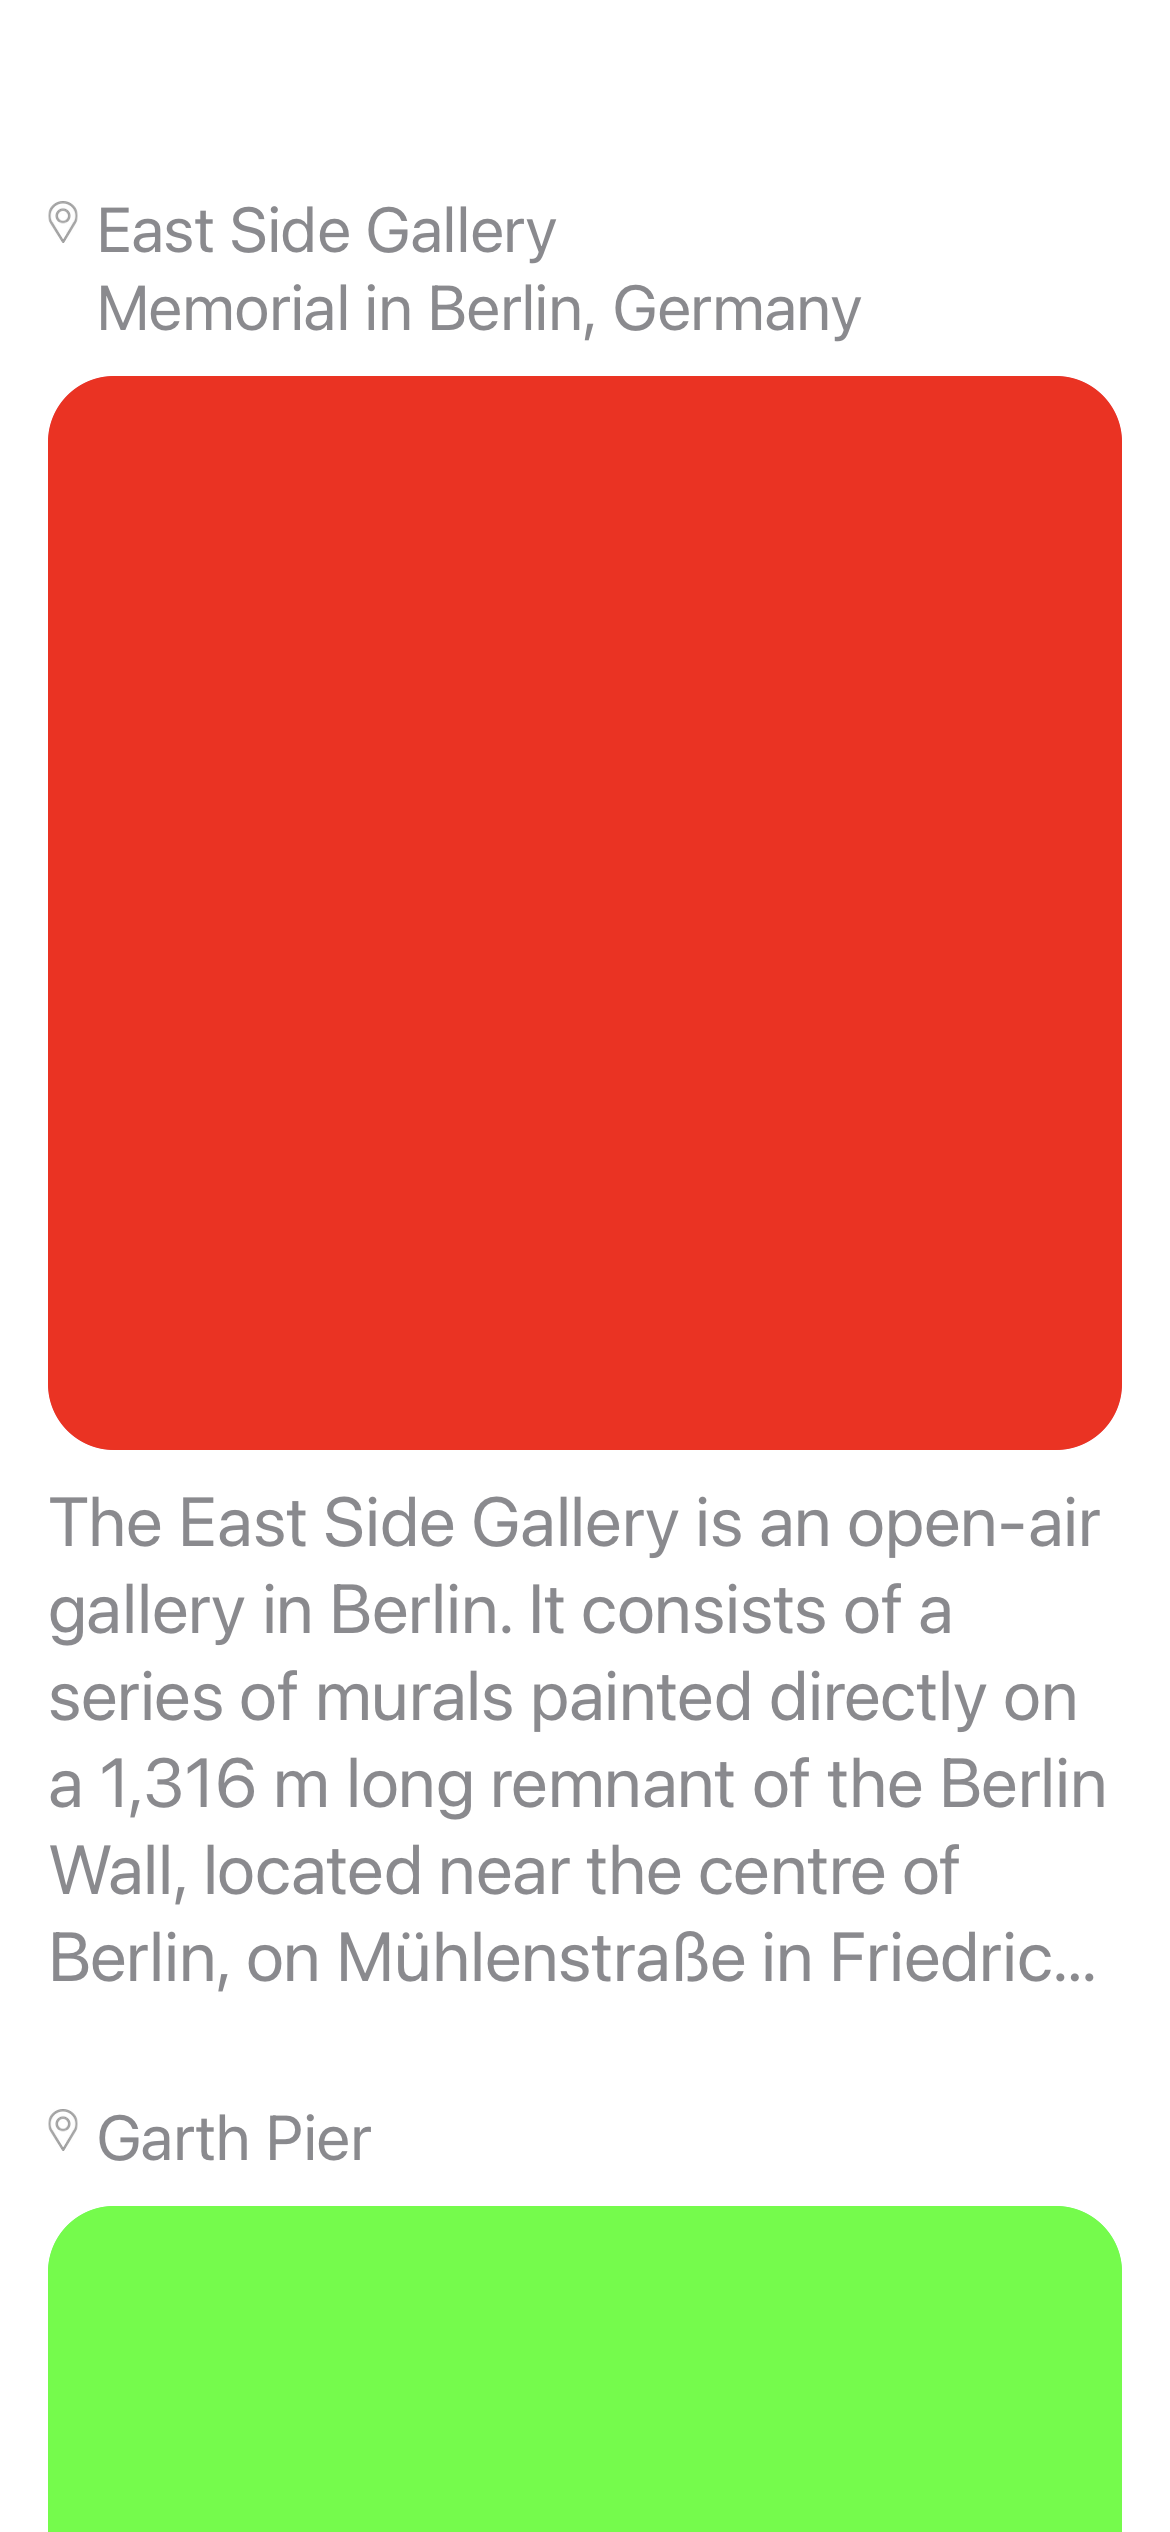 East Side Gallery
Memorial in Berlin, Germany
The East Side Gallery is an open-air
gallery in Berlin. It consists of a
series of murals painted directly on
a 1,316 m long remnant of the Berlin
Wall, located near the centre of
Berlin, on Mühlenstraße in Friedric...
Garth Pier